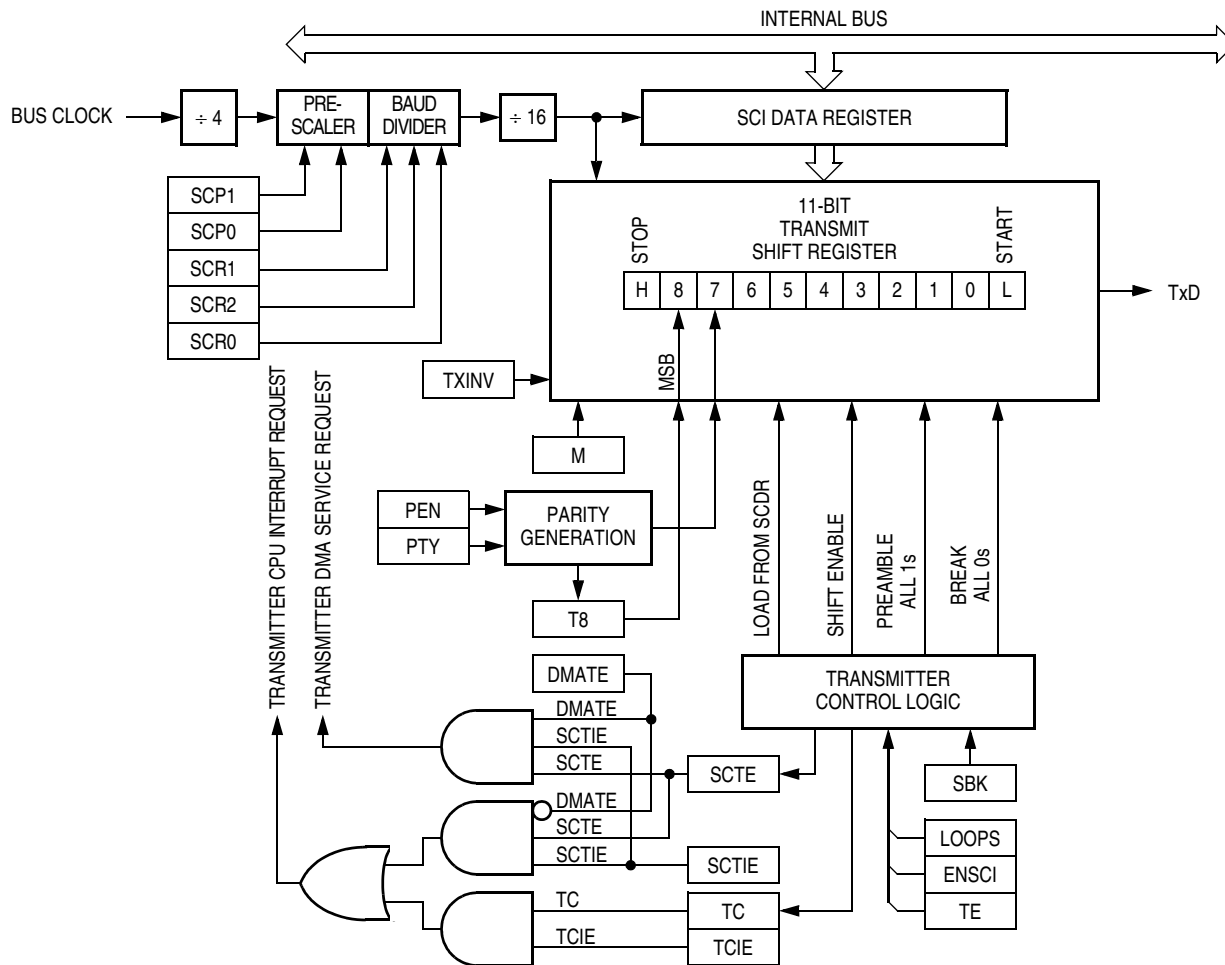 INTERNAL BUS
BUS CLOCK
÷ 4
PRE-
SCALER
BAUD
DIVIDER
÷ 16
SCI DATA REGISTER
SCP1
SCP0
SCR1
SCR2
SCR0
11-BIT
TRANSMIT
SHIFT REGISTER
STOP
START
H 8 7 6 5 4 3 2 1 0 L
TxD
TXINV
MSB
M
PEN
PTY
PARITY
GENERATION
T8
LOAD FROM SCDR
SHIFT ENABLE
PREAMBLE
ALL 1s
BREAK
ALL 0s
TRANSMITTER CPU INTERRUPT REQUEST
TRANSMITTER DMA SERVICE REQUEST
TRANSMITTER
CONTROL LOGIC
DMATE
DMATE
SCTIE
SCTE
SCTE
SBK
DMATE
SCTE
SCTIE
SCTIE
LOOPS
ENSCI
TE
TC
TC
TCIE
TCIE